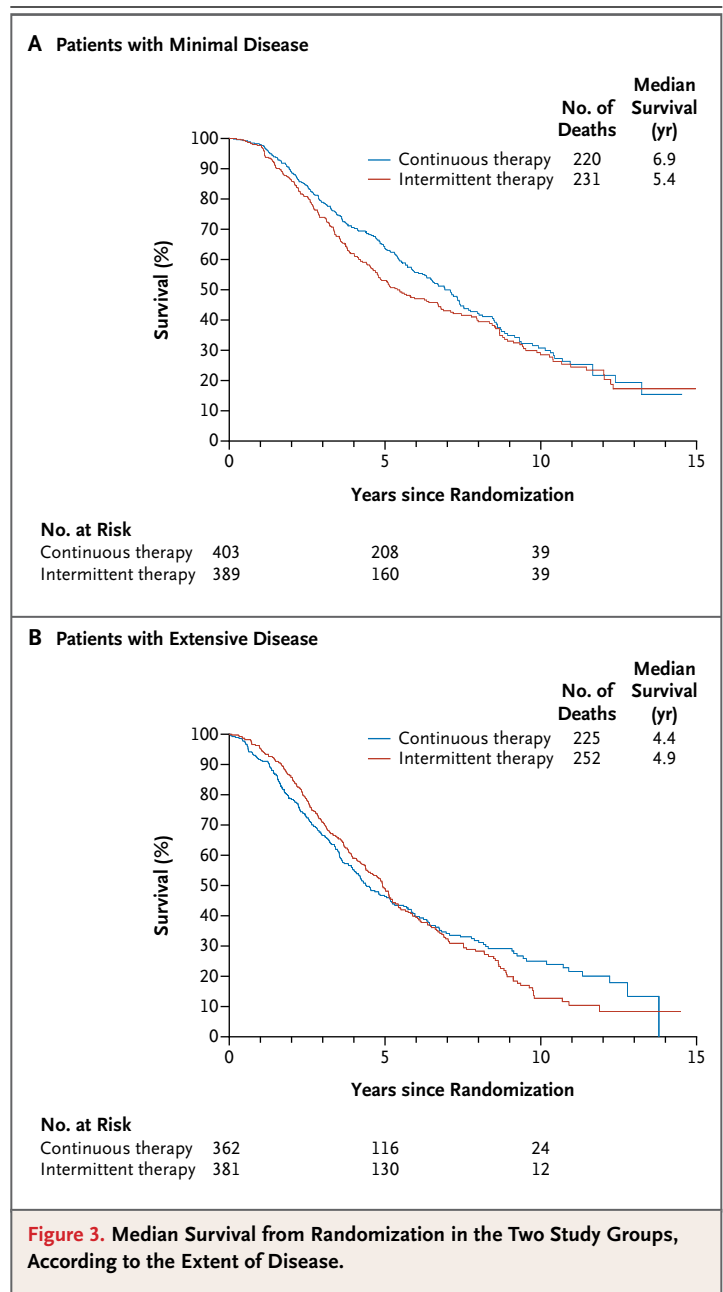 A Patients with Minimal Disease
Median
No. of Survival
Deaths (yr)
Continuous therapy 220 6.9
Intermittent therapy 231 5.4
100
90
80
70
60
50
40
30
20
10
0
Survival (%)
0 5 10 15
Years since Randomization
No. at Risk
Continuous therapy 403 208 39
Intermittent therapy 389 160 39
B Patients with Extensive Disease
Median
No. of Survival
Deaths (yr)
Continuous therapy 225 4.4
Intermittent therapy 252 4.9
100
90
80
70
60
50
40
30
20
10
0
Survival (%)
0 5 10 15
Years since Randomization
No. at Risk
Continuous therapy 362 116 24
Intermittent therapy 381 130 12
Figure 3. Median Survival from Randomization in the Two Study Groups,
According to the Extent of Disease.